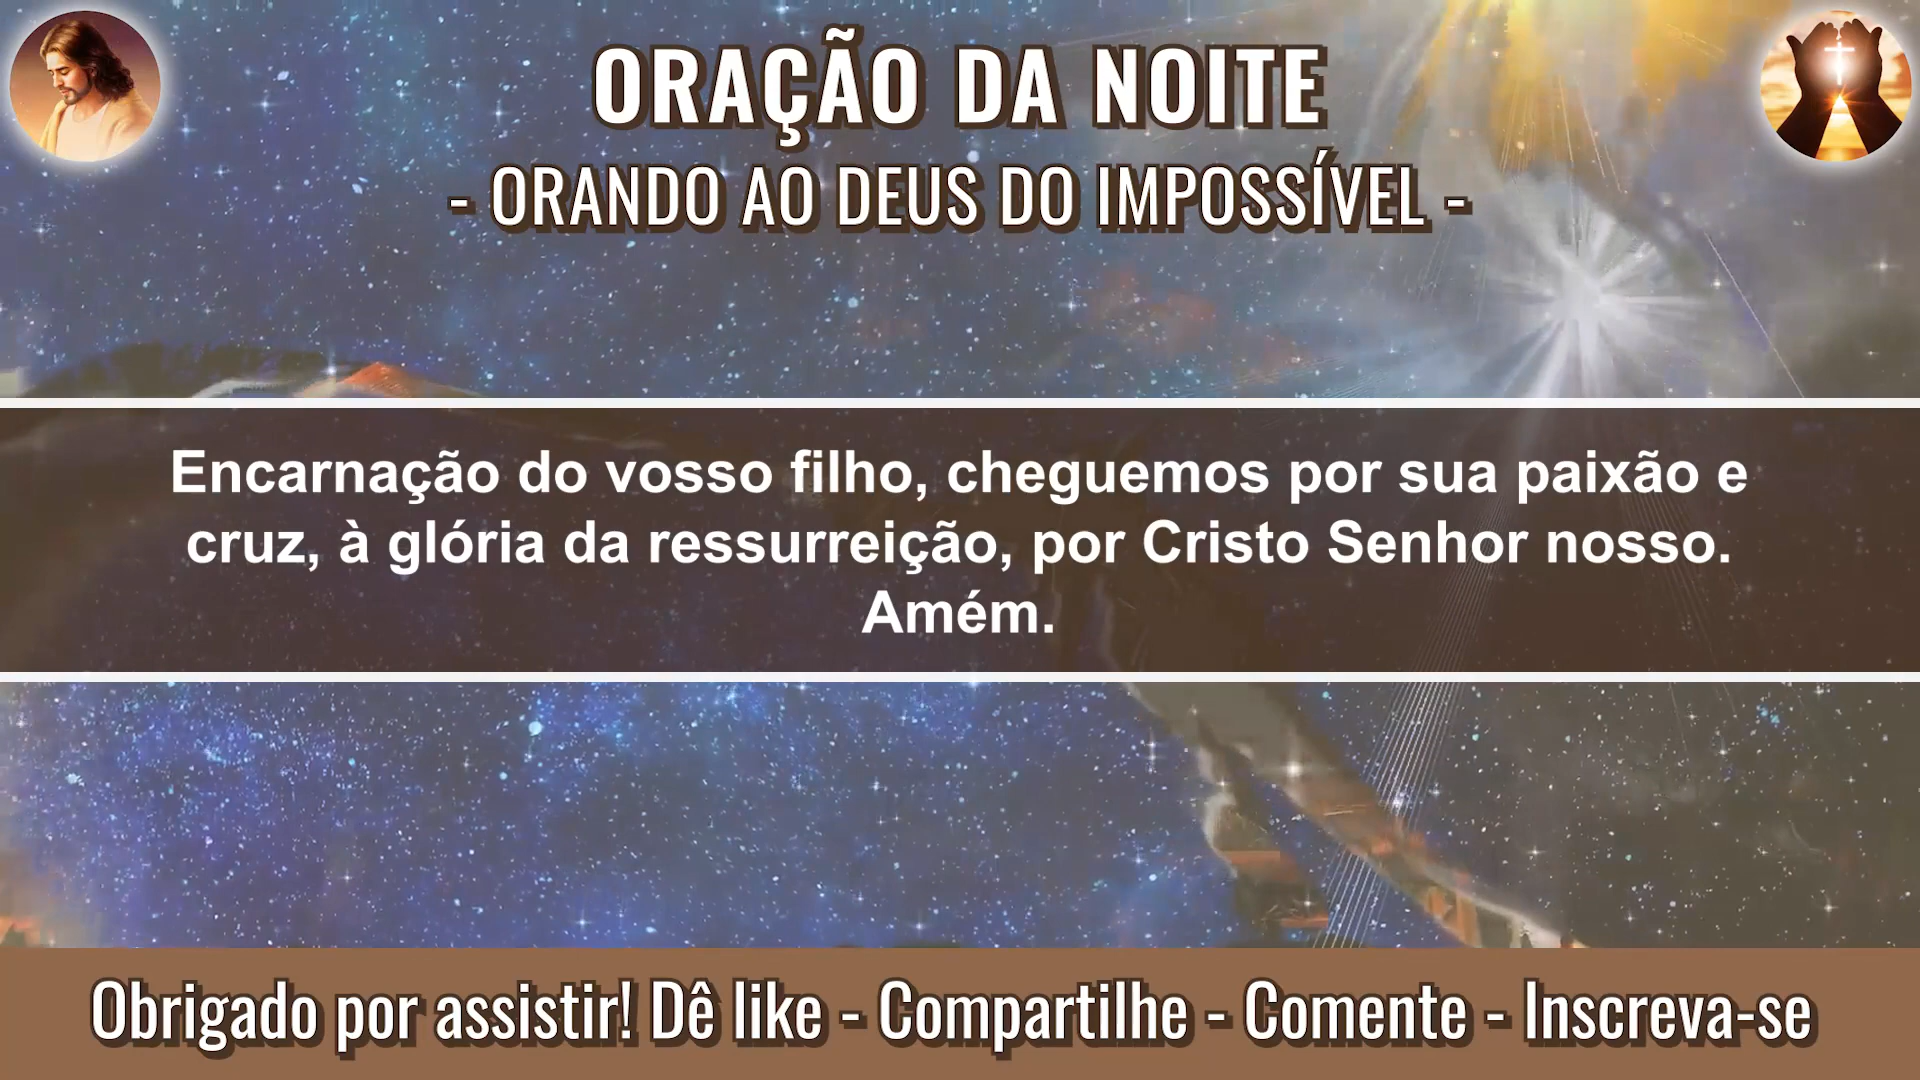 ORAÇÃO DA NOITE
- ORANDO AO DEUS DO IMPOSSÍVEL -
Encarnação do vosso filho, cheguemos por sua paixão e
cruz, à glória da ressurreição, por Cristo Senhor nosso.
Amém.
Obrigado por assistir! Dê like - Compartilhe - Comente - Inscreva-se